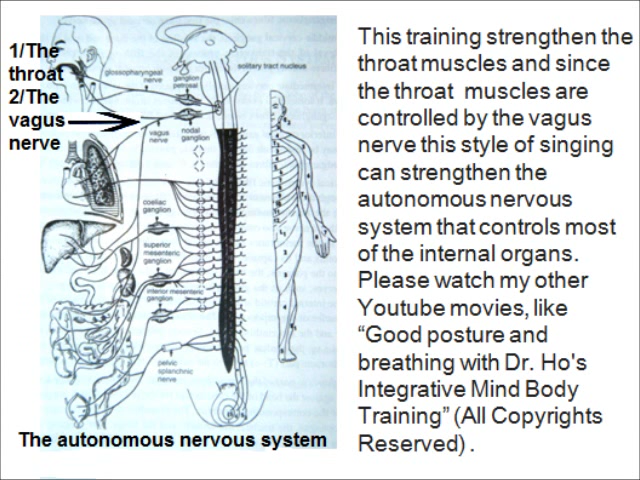 1/The
throat
2/The
vagus
nerve
glossopharyngeal
nerve
ganglion
petrosal
solitary tract nucleus
vagus
nerve
nodal
ganglion
coeliac
ganglion
superior
mesenteric
ganglion
interior mesenteric
ganglion
pelvic
splanchnic
nerve
The autonomous nervous system
This training strengthen the
throat muscles and since
the throat muscles are
controlled by the vagus
nerve this style of singing
can strengthen the
autonomous nervous
system that controls most
of the internal organs.
Please watch my other
Youtube movies, like
“Good posture and
breathing with Dr. Ho's
Integrative Mind Body
Training” (All Copyrights
Reserved) .